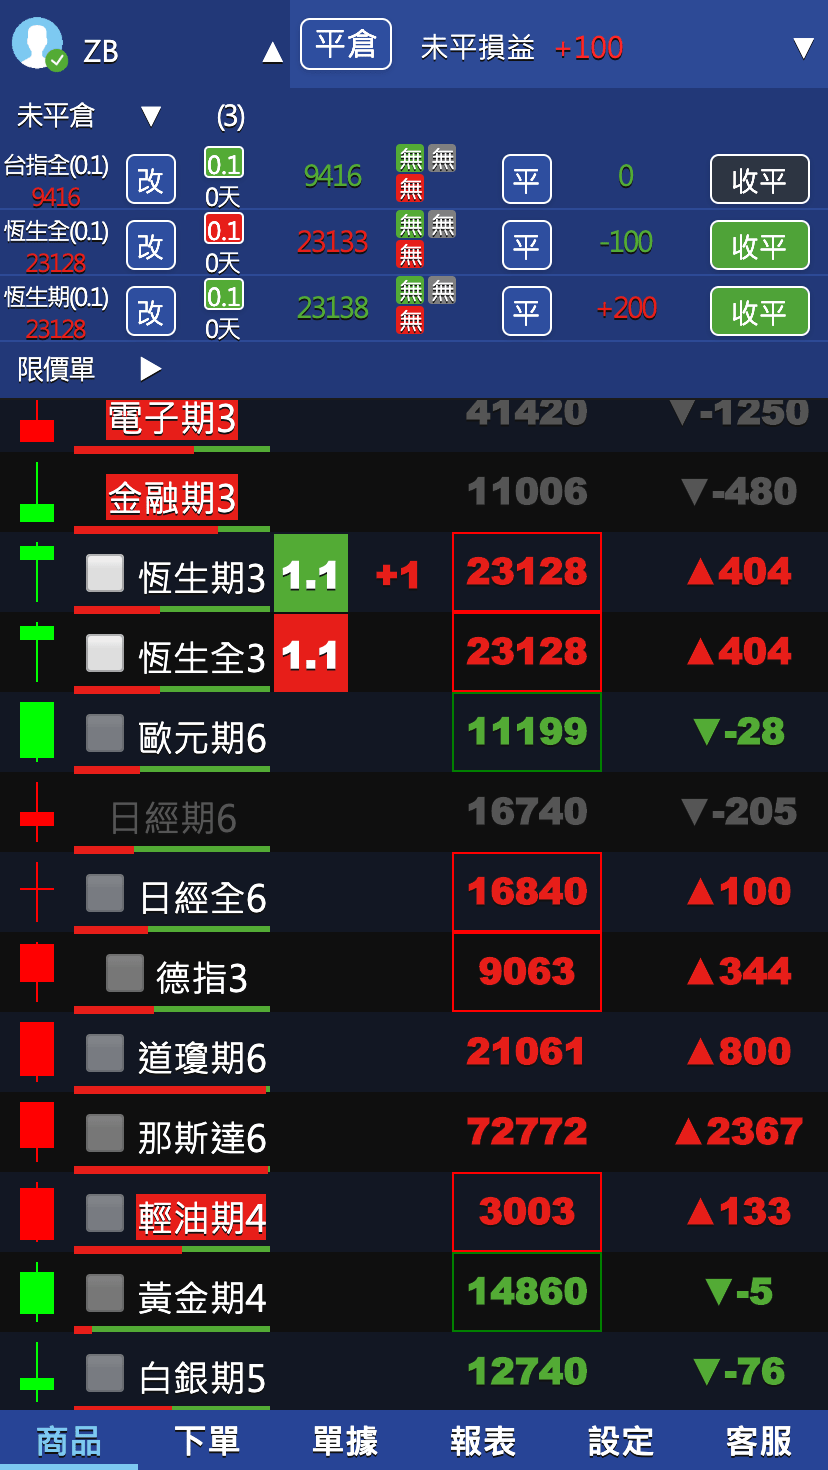 ZB ▲ 平倉 未平損益 +100 ▼
未平倉 ▼ (3)
台指全(0.1) 改 0.1 9416 無 無 平 0 收平
9416 0天 無
恆生全(0.1) 改 0.1 23133 無 無 平 -100 收平
23128 0天 無
恆生期(0.1) 改 0.1 23138 無 無 平 +200 收平
23128 0天 無
限價單 ▶
電子期3 41420 ▼-1250
金融期3 11006 ▼-480
恆生期3 1.1 +1 23128 ▲404
恆生全3 1.1 23128 ▲404
歐元期6 11199 ▼-28
日經期6 16740 ▼-205
日經全6 16840 ▲100
德指3 9063 ▲344
道瓊期6 21061 ▲800
那斯達6 72772 ▲2367
輕油期4 3003 ▲133
黃金期4 14860 ▼-5
白銀期5 12740 ▼-76
商品 下單 單據 報表 設定 客服